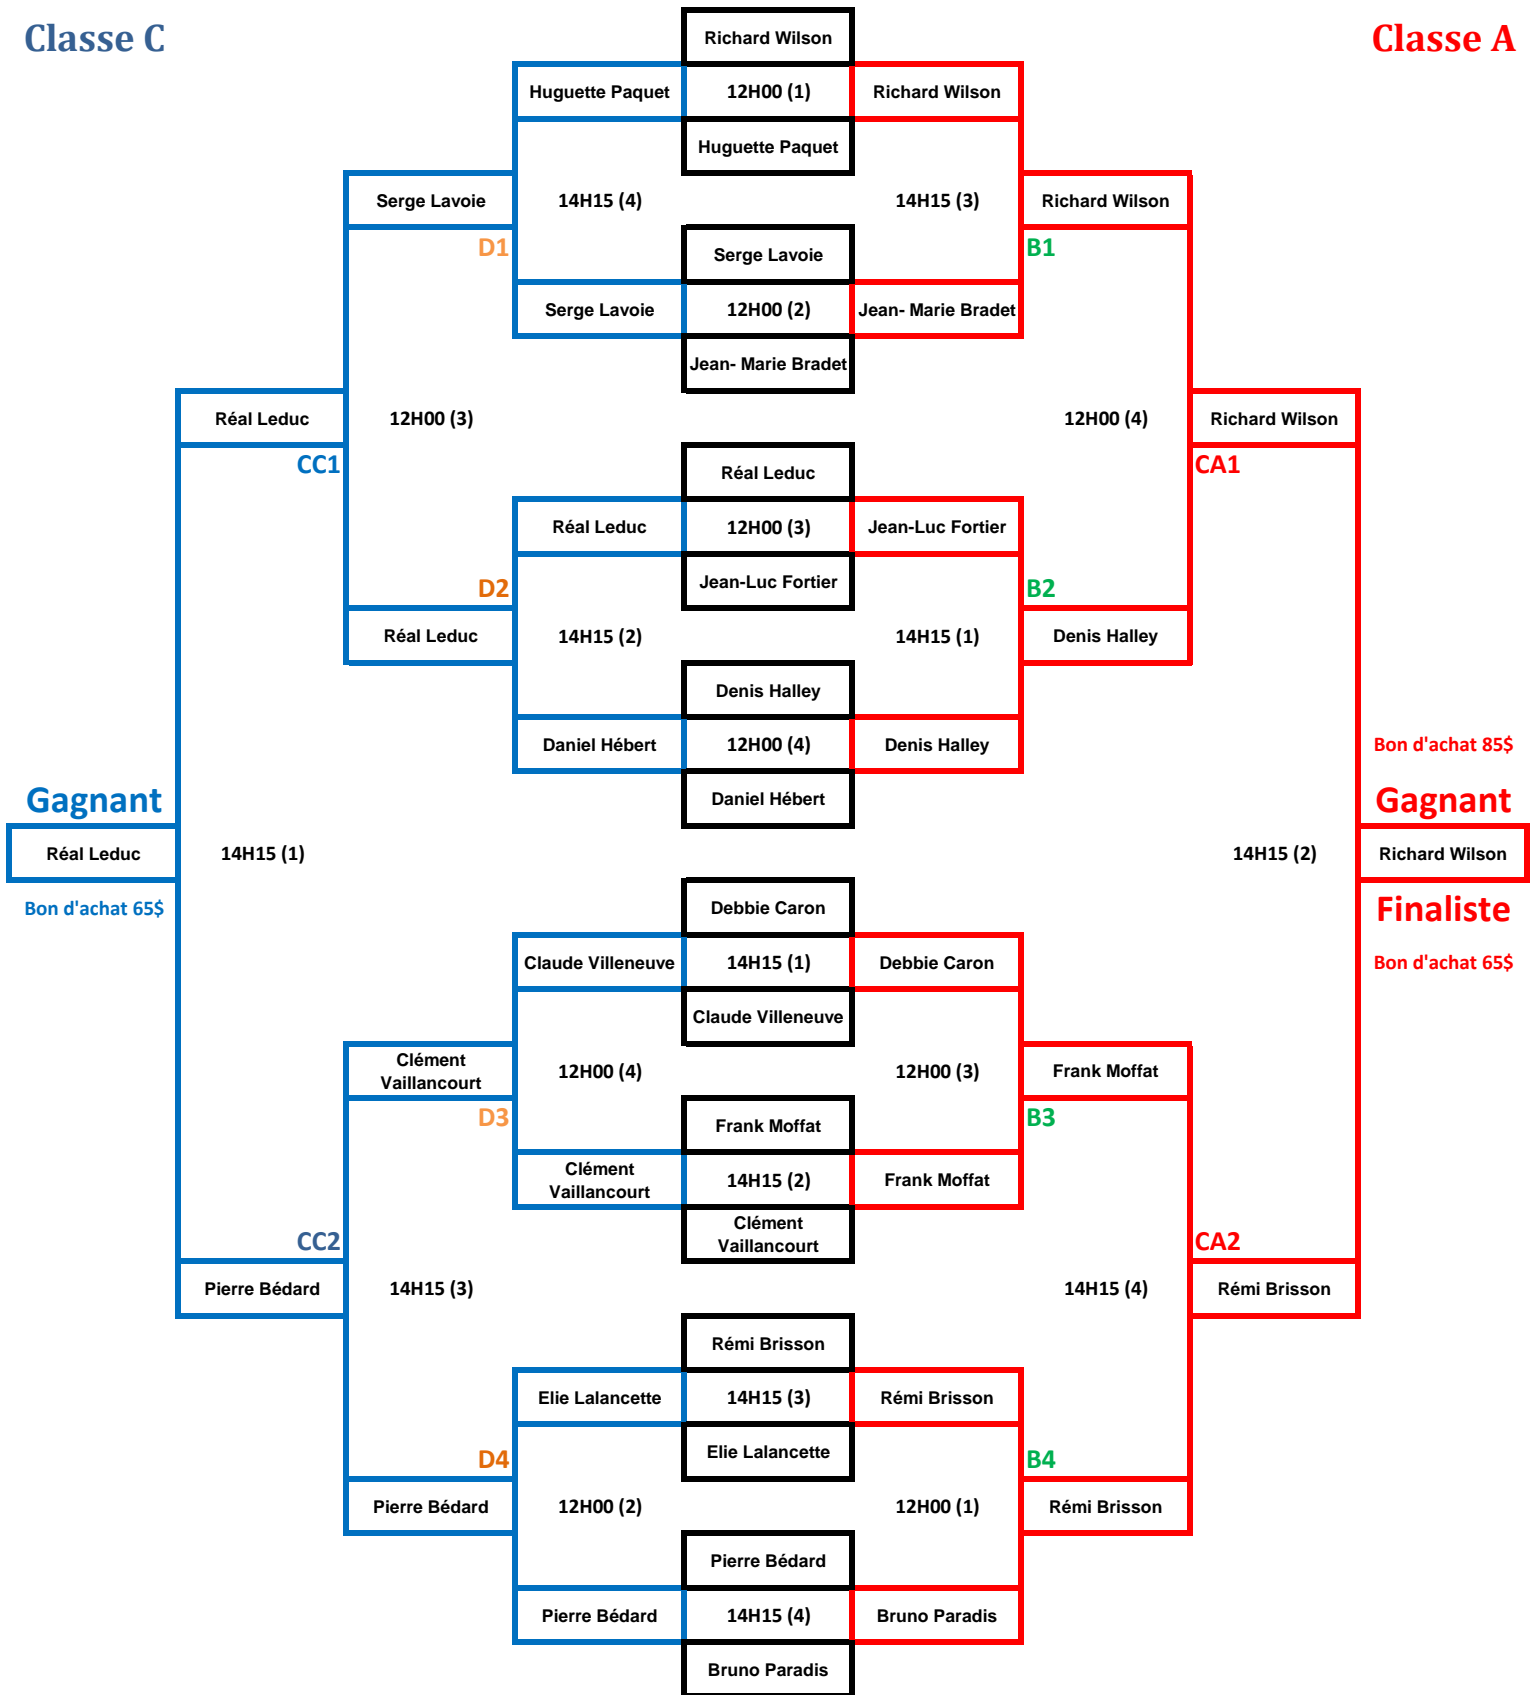 Classe C
Richard Wilson
Classe A
Huguette Paquet
12H00 (1)
Richard Wilson
Huguette Paquet
Serge Lavoie
14H15 (4)
14H15 (3)
Richard Wilson
D1
Serge Lavoie
B1
Serge Lavoie
12H00 (2)
Jean- Marie Bradet
Jean- Marie Bradet
Réal Leduc
12H00 (3)
12H00 (4)
Richard Wilson
CC1
Réal Leduc
CA1
Réal Leduc
12H00 (3)
Jean-Luc Fortier
D2
Jean-Luc Fortier
B2
Réal Leduc
14H15 (2)
14H15 (1)
Denis Halley
Denis Halley
Daniel Hébert
12H00 (4)
Denis Halley
Bon d'achat 85$
Gagnant
Daniel Hébert
Gagnant
Réal Leduc
14H15 (1)
14H15 (2)
Richard Wilson
Bon d'achat 65$
Debbie Caron
Finaliste
Claude Villeneuve
14H15 (1)
Debbie Caron
Bon d'achat 65$
Claude Villeneuve
Clément
Vaillancourt
12H00 (4)
12H00 (3)
Frank Moffat
D3
Frank Moffat
B3
Clément
Vaillancourt
14H15 (2)
Frank Moffat
Clément
Vaillancourt
CC2
CA2
Pierre Bédard
14H15 (3)
14H15 (4)
Rémi Brisson
Rémi Brisson
Elie Lalancette
14H15 (3)
Rémi Brisson
D4
Elie Lalancette
B4
Pierre Bédard
12H00 (2)
12H00 (1)
Rémi Brisson
Pierre Bédard
Pierre Bédard
14H15 (4)
Bruno Paradis
Bruno Paradis